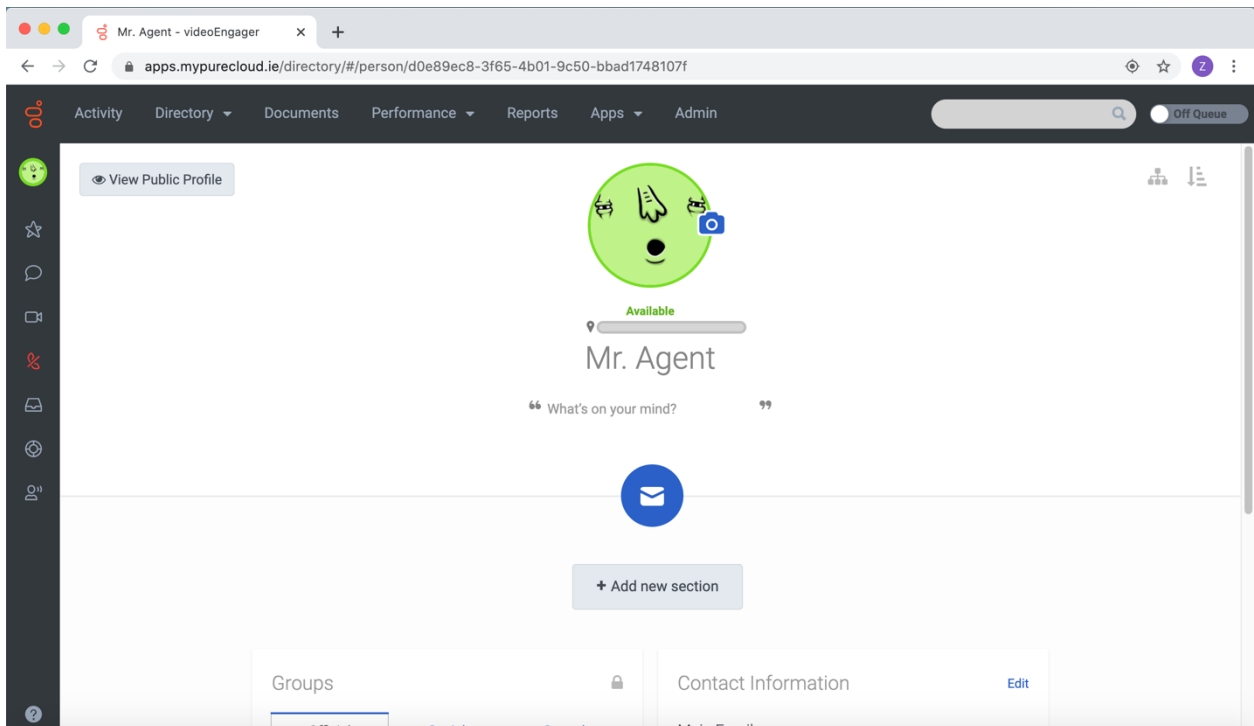 Mr. Agent - videoEngager
apps.mypurecloud.ie/directory/#/person/d0e89ec8-3f65-4b01-9c50-bbad1748107f
Z
Activity Directory Documents Performance Reports Apps Admin
Off Queue
View Public Profile
Available
Mr. Agent
“ What's on your mind? ”
+ Add new section
Groups
Contact Information
Edit